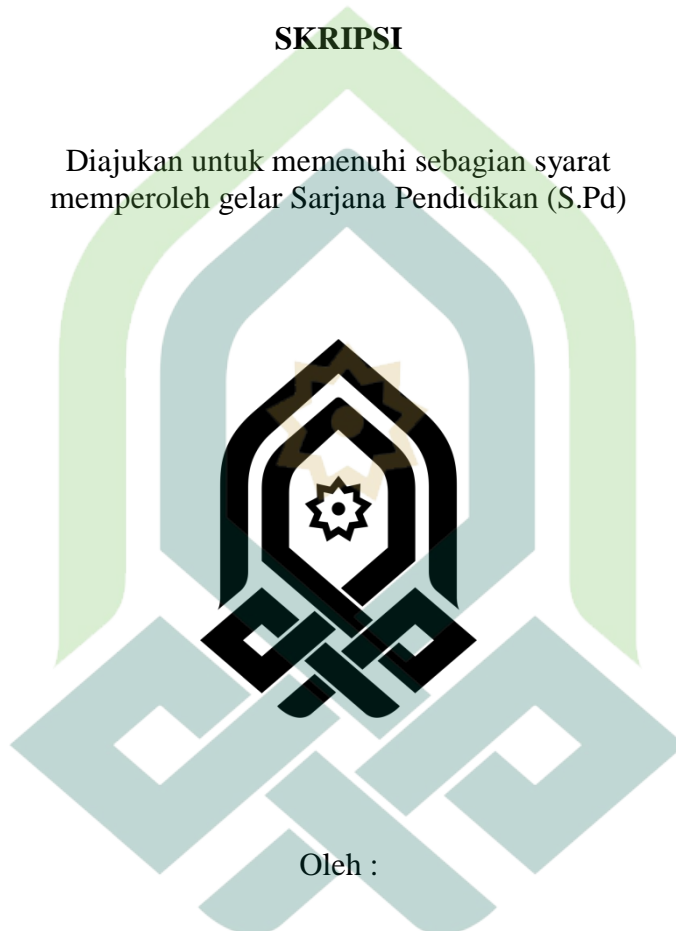 SKRIPSI
Diajukan untuk memenuhi sebagian syarat
memperoleh gelar Sarjana Pendidikan (S.Pd)
Oleh :